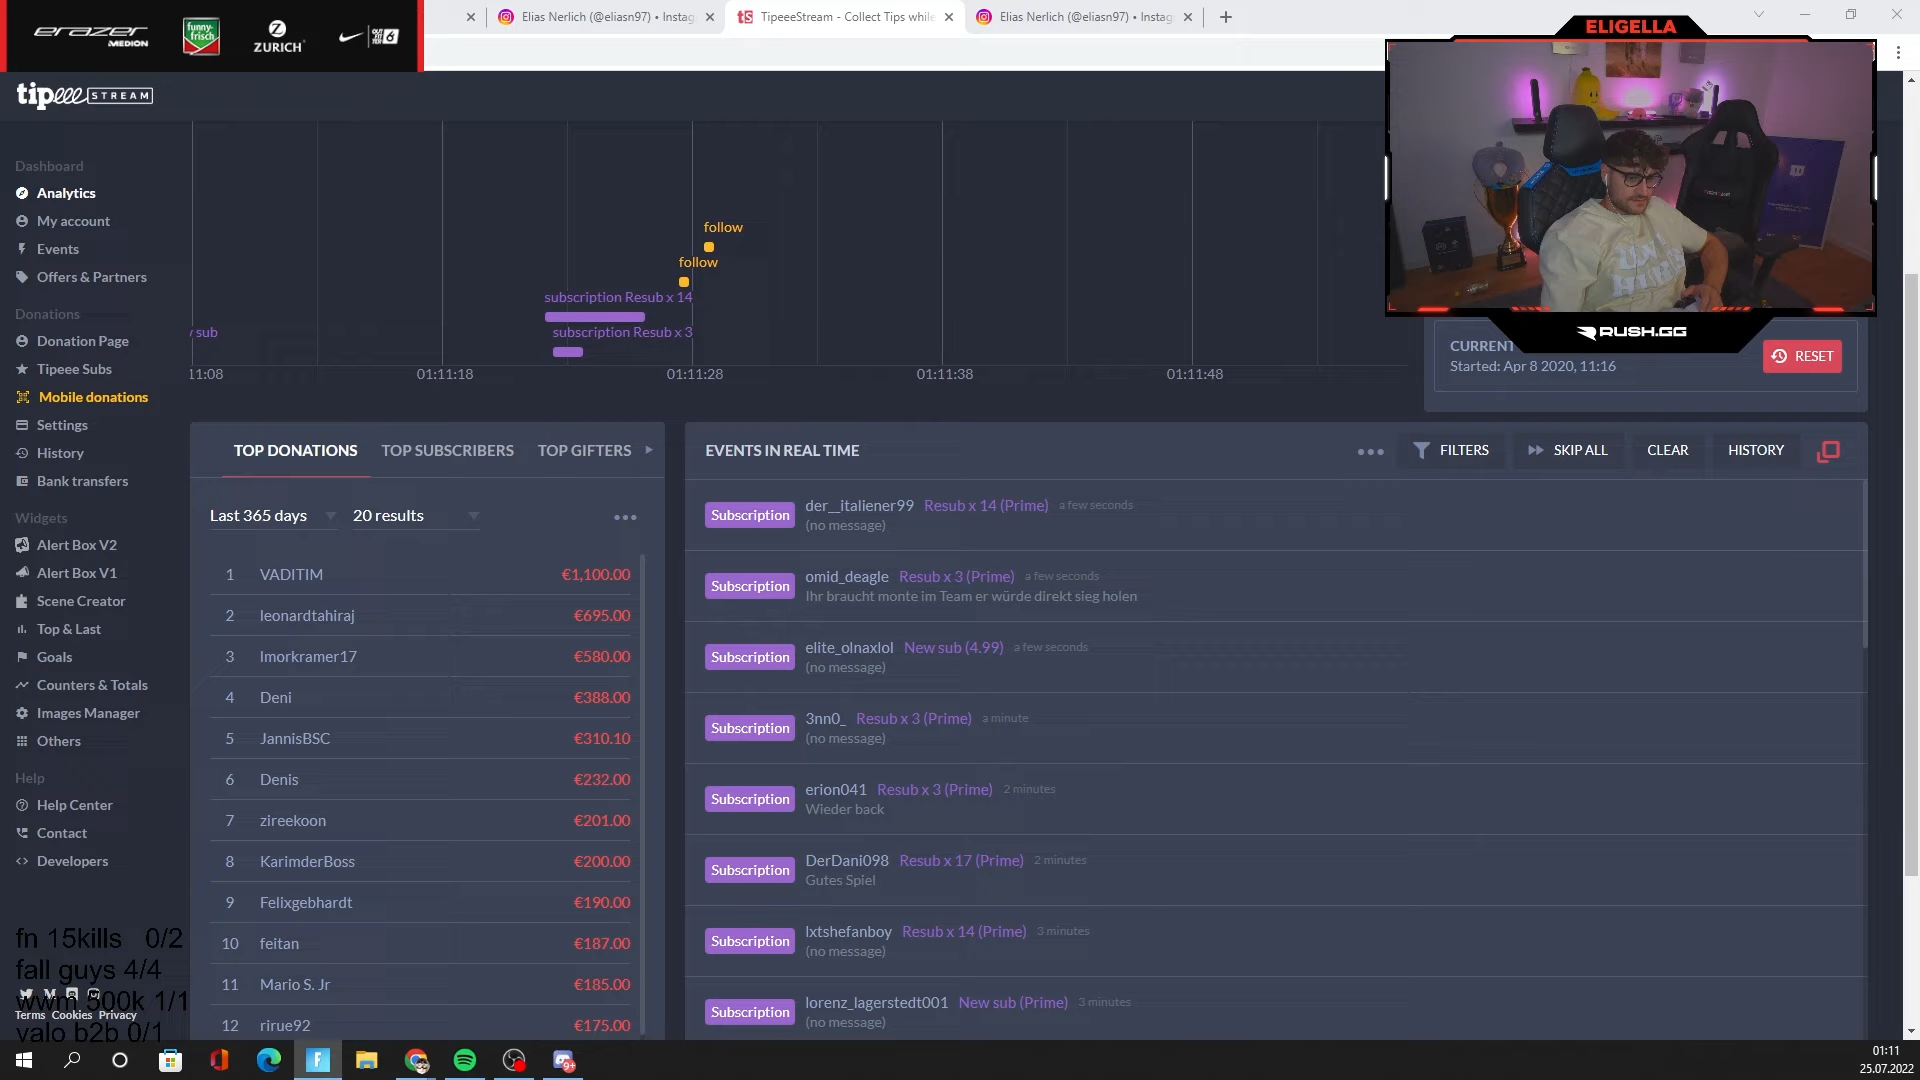 erazer
MEDION
funny-frisch
ZURICH
Elias Nerlich (@eliasn97) • Instag
TipeeeStream - Collect Tips while
Elias Nerlich (@eliasn97) • Instag
ELIGELLA
RUSH.GG
tipeee STREAM
Dashboard
Analytics
My account
Events
Offers & Partners
Donations
Donation Page
Tipeee Subs
Mobile donations
Settings
History
Bank transfers
Widgets
Alert Box V2
Alert Box V1
Scene Creator
Top & Last
Goals
Counters & Totals
Images Manager
Others
Help
Help Center
Contact
Developers
fn 15kills 0/2
fall guys 4/4
wwm 500k 1/1
Terms Cookies Privacy
valo b2b 0/1
follow
follow
subscription Resub x 14
subscription Resub x 3
sub
11:08
01:11:18
01:11:28
01:11:38
01:11:48
CURRENT
Started: Apr 8 2020, 11:16
RESET
TOP DONATIONS
TOP SUBSCRIBERS
TOP GIFTERS
Last 365 days
20 results
1 VADITIM €1,100.00
2 leonardtahiraj €695.00
3 lmorkramer17 €580.00
4 Deni €388.00
5 JannisBSC €310.10
6 Denis €232.00
7 zireekoon €201.00
8 KarimderBoss €200.00
9 Felixgebhardt €190.00
10 feitan €187.00
11 Mario S. Jr €185.00
12 rirue92 €175.00
EVENTS IN REAL TIME
FILTERS
SKIP ALL
CLEAR
HISTORY
Subscription der__italiener99 Resub x 14 (Prime) a few seconds
(no message)
Subscription omid_deagle Resub x 3 (Prime) a few seconds
Ihr braucht monte im Team er würde direkt sieg holen
Subscription elite_olnaxlol New sub (4.99) a few seconds
(no message)
Subscription 3nn0_ Resub x 3 (Prime) a minute
(no message)
Subscription erion041 Resub x 3 (Prime) 2 minutes
Wieder back
Subscription DerDani098 Resub x 17 (Prime) 2 minutes
Gutes Spiel
Subscription lxtshefanboy Resub x 14 (Prime) 3 minutes
(no message)
Subscription lorenz_lagerstedt001 New sub (Prime) 3 minutes
(no message)
9+
01:11
25.07.2022